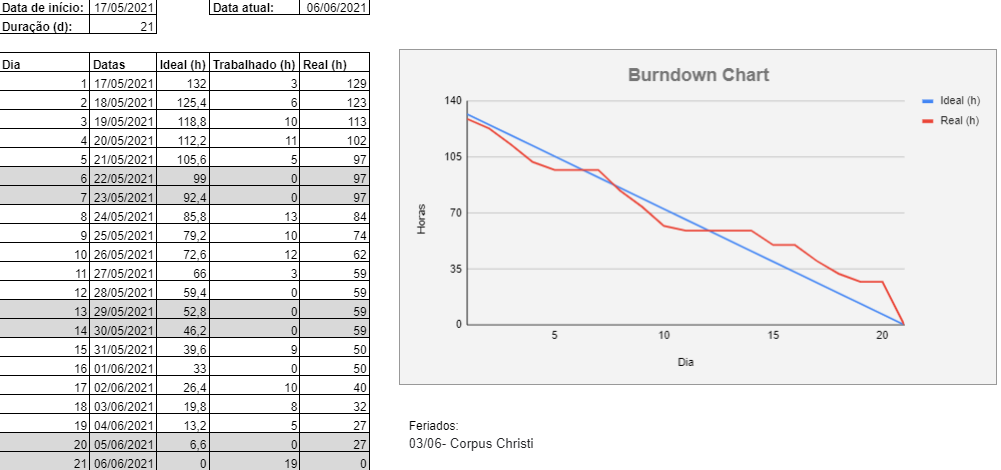 Data de início: 17/05/2021 Data atual: 06/06/2021
Duração (d): 21
Dia Datas Ideal (h) Trabalhado (h) Real (h)
1 17/05/2021 132 3 129
2 18/05/2021 125,4 6 123
3 19/05/2021 118,8 10 113
4 20/05/2021 112,2 11 102
5 21/05/2021 105,6 5 97
6 22/05/2021 99 0 97
7 23/05/2021 92,4 0 97
8 24/05/2021 85,8 13 84
9 25/05/2021 79,2 10 74
10 26/05/2021 72,6 12 62
11 27/05/2021 66 3 59
12 28/05/2021 59,4 0 59
13 29/05/2021 52,8 0 59
14 30/05/2021 46,2 0 59
15 31/05/2021 39,6 9 50
16 01/06/2021 33 0 50
17 02/06/2021 26,4 10 40
18 03/06/2021 19,8 8 32
19 04/06/2021 13,2 5 27
20 05/06/2021 6,6 0 27
21 06/06/2021 0 19 0
Burndown Chart
Ideal (h)
Real (h)
Horas
140
105
70
35
0
5 10 15 20
Dia
Feriados:
03/06- Corpus Christi